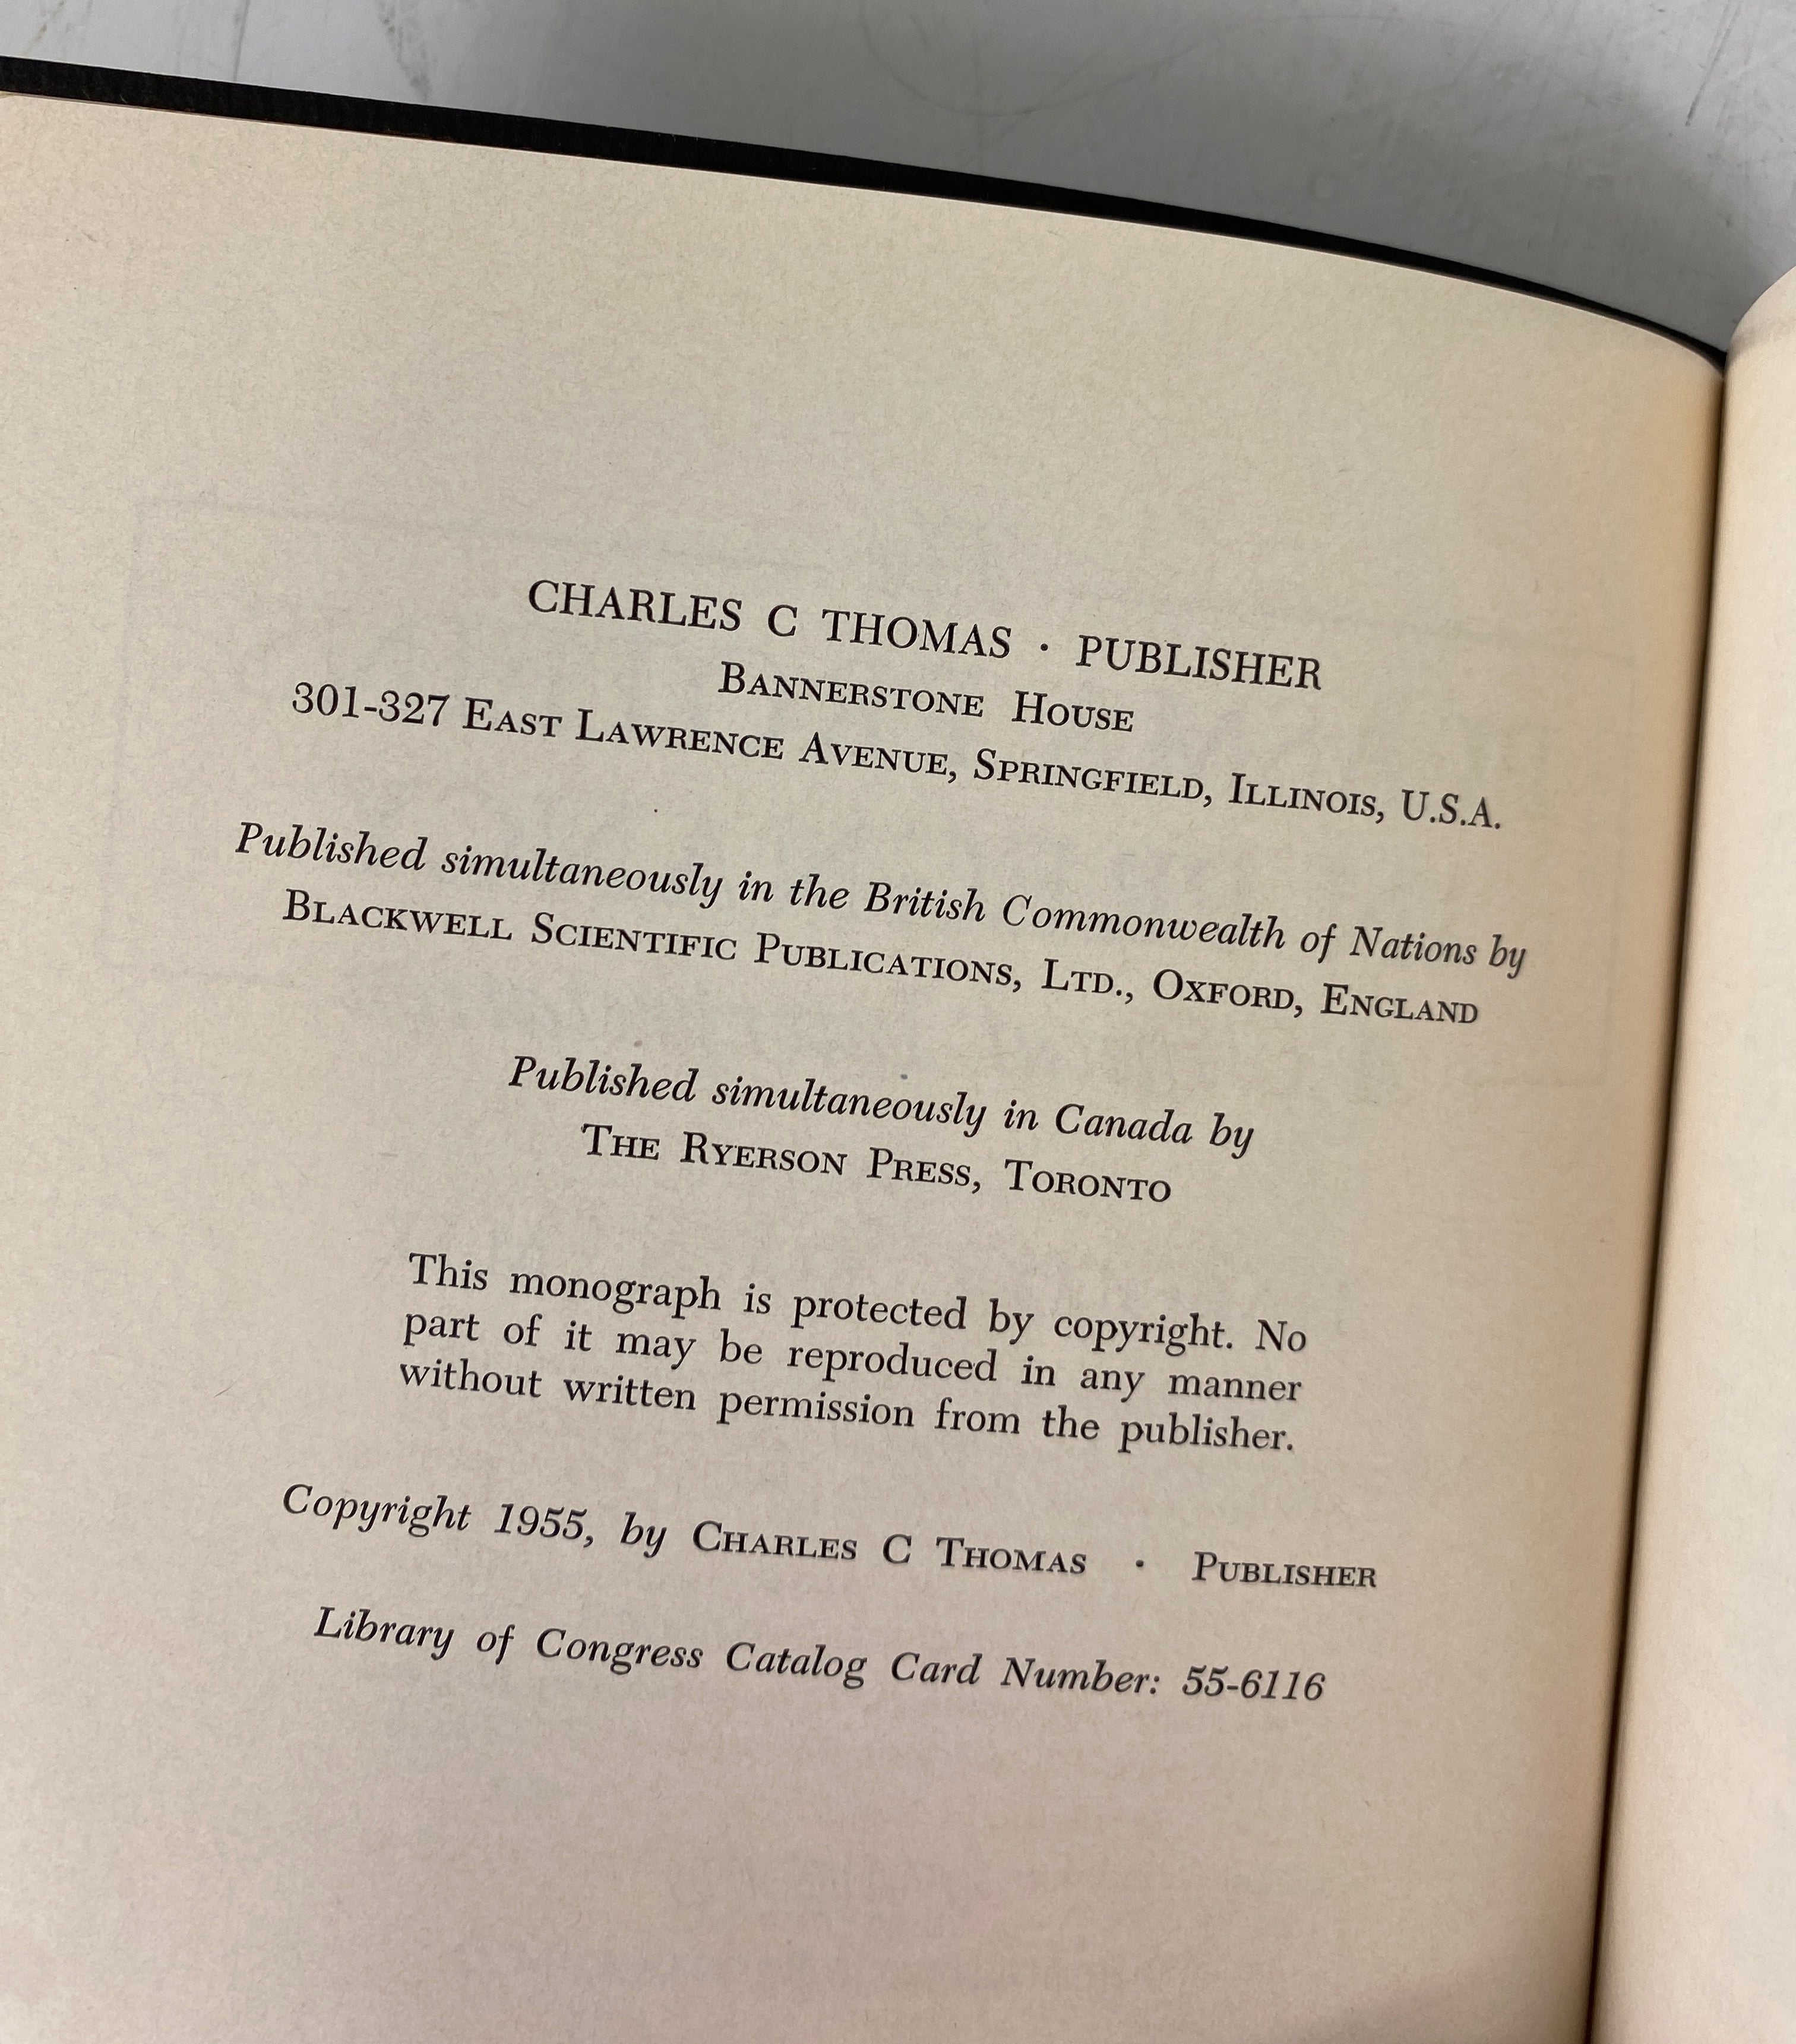 CHARLES C THOMAS · PUBLISHER
BANNERSTONE HOUSE
301-327 EAST LAWRENCE AVENUE, SPRINGFIELD, ILLINOIS, U.S.A.
Published simultaneously in the British Commonwealth of Nations by
BLACKWELL SCIENTIFIC PUBLICATIONS, LTD., OXFORD, ENGLAND
Published simultaneously in Canada by
THE RYERSON PRESS, TORONTO
This monograph is protected by copyright. No
part of it may be reproduced in any manner
without written permission from the publisher.
Copyright 1955, by CHARLES C THOMAS · PUBLISHER
Library of Congress Catalog Card Number: 55-6116